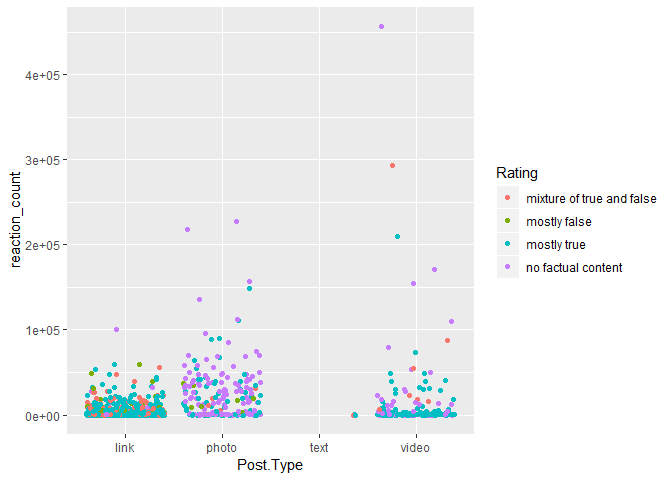 4e+05
3e+05
2e+05
1e+05
0e+00
reaction_count
link photo text video
Post.Type
Rating
mixture of true and false
mostly false
mostly true
no factual content